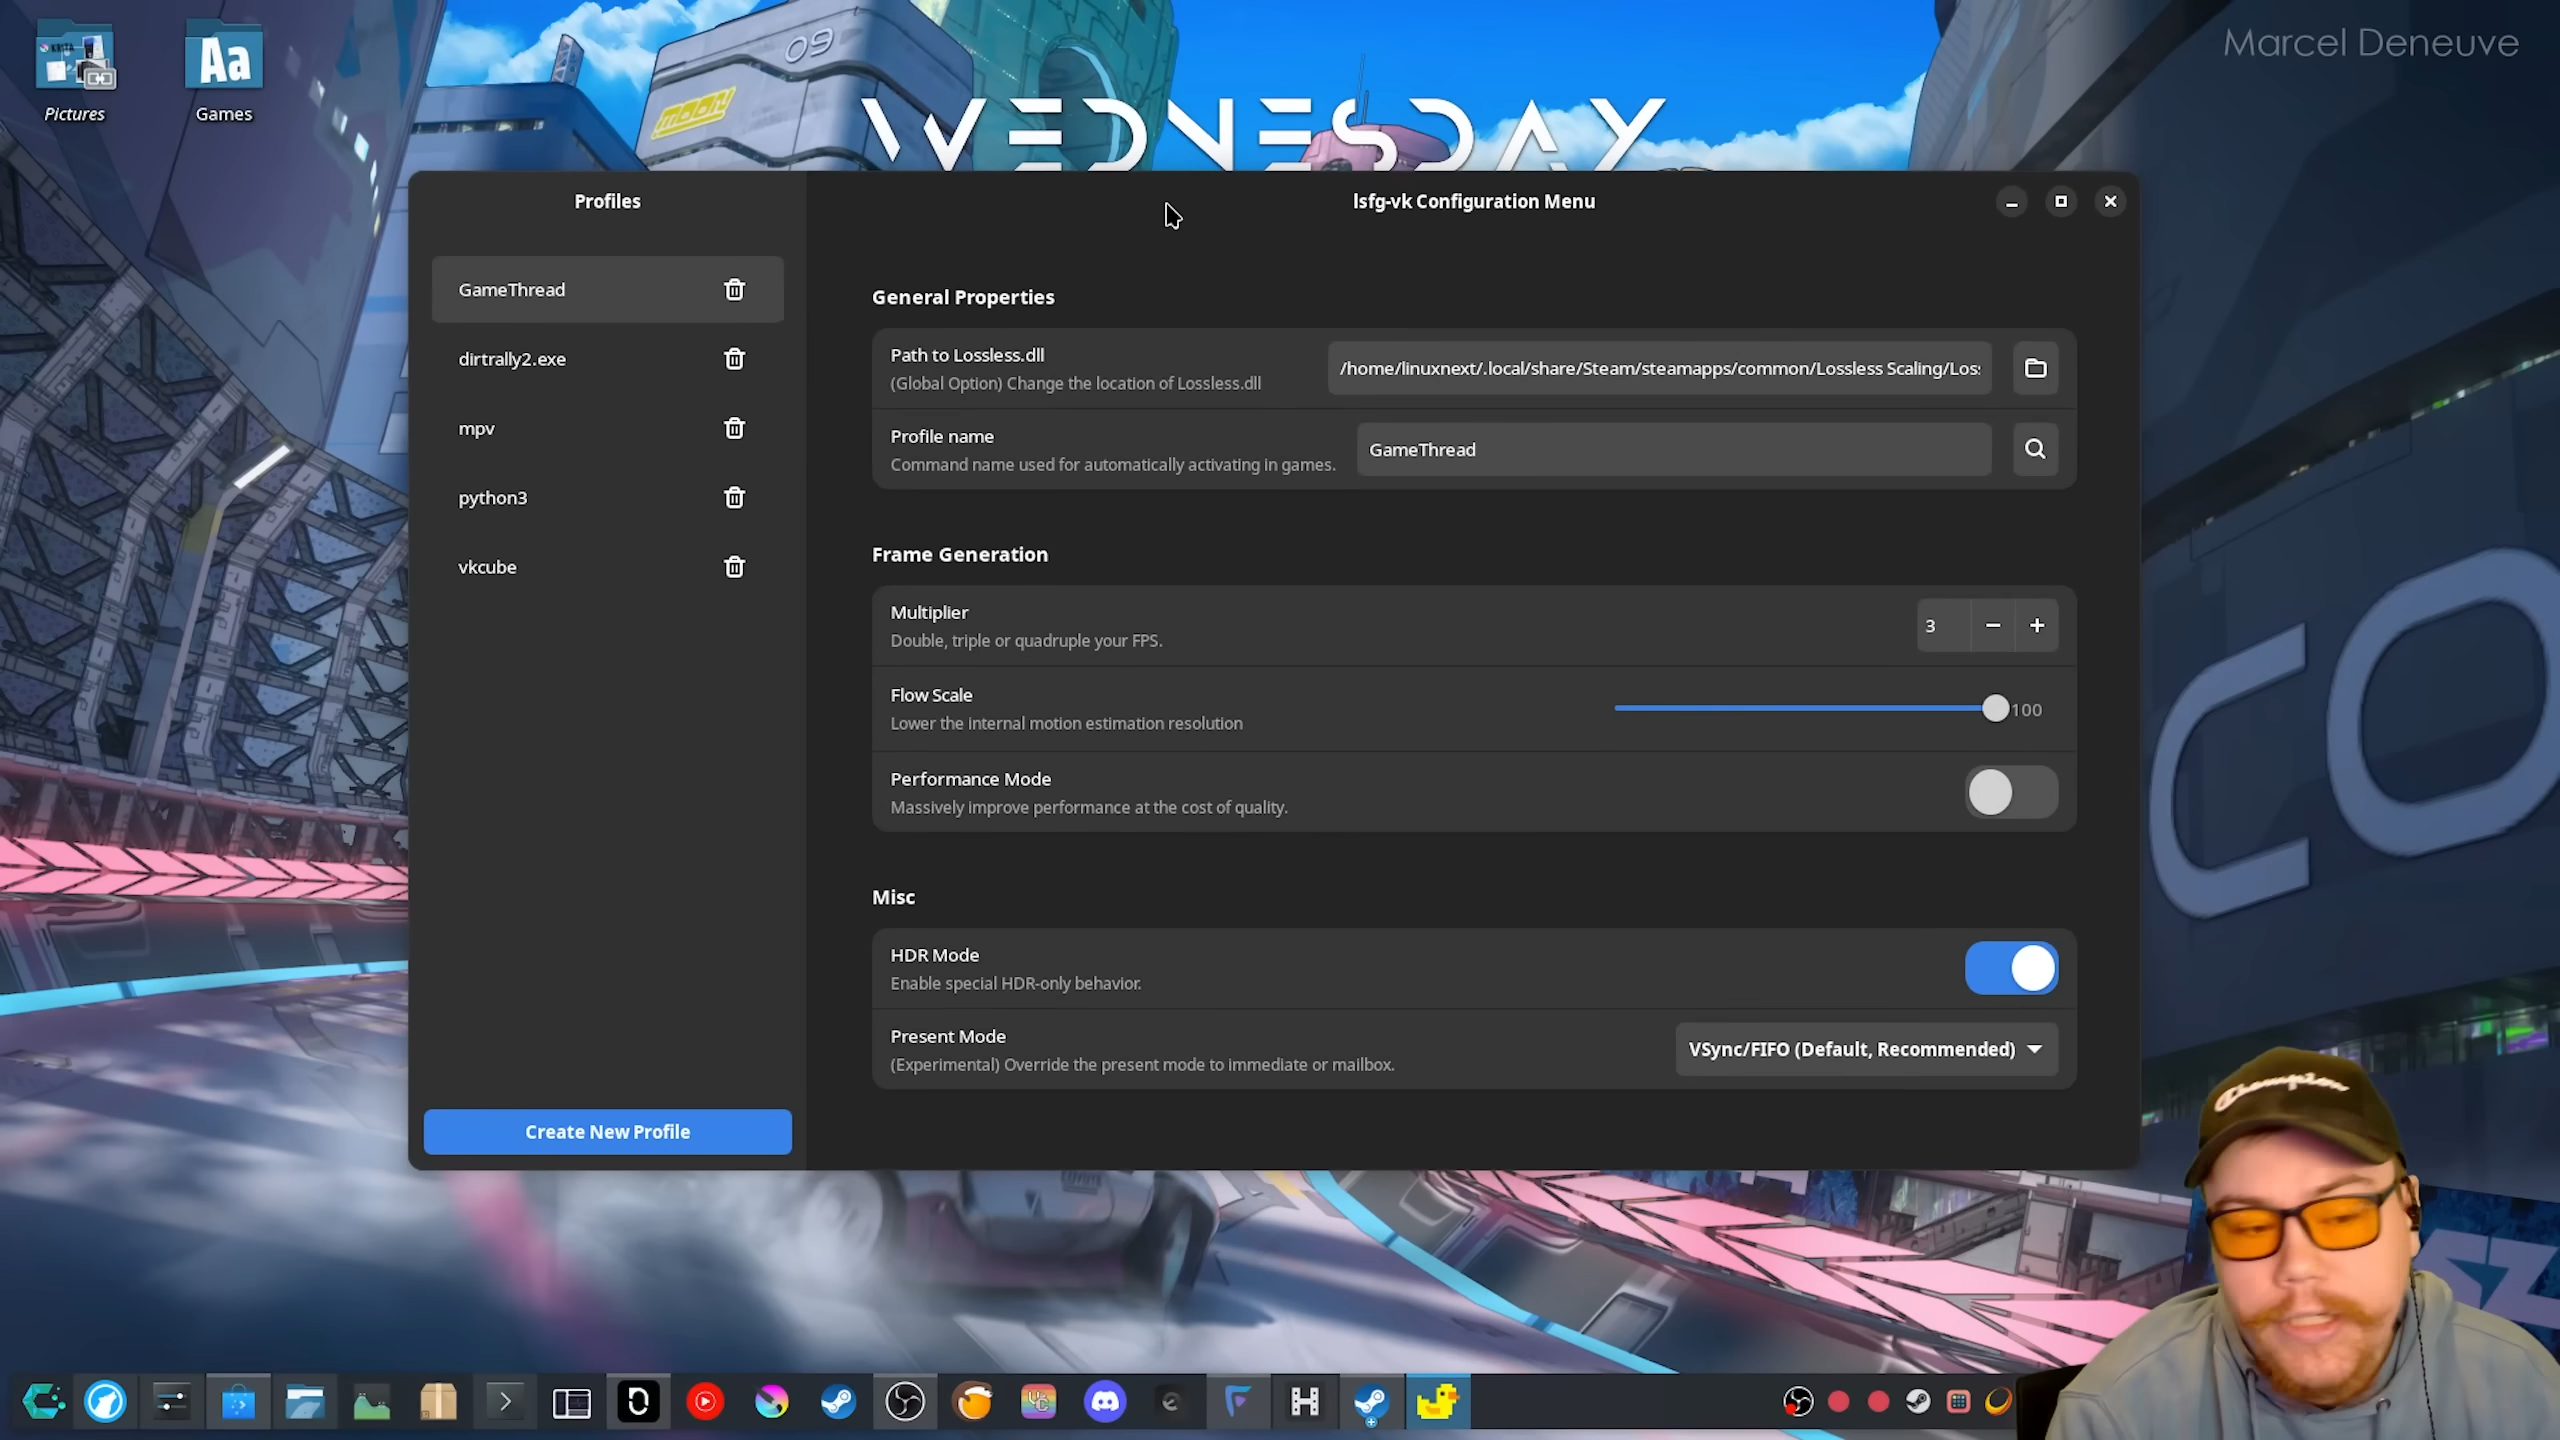 Marcel Deneuve
Pictures
Aa
Games
09
MOON
WEDNESDAY
Profiles
lsfg-vk Configuration Menu
GameThread
dirtrally2.exe
mpv
python3
vkcube
Create New Profile
General Properties
Path to Lossless.dll
(Global Option) Change the location of Lossless.dll
/home/linuxnext/.local/share/Steam/steamapps/common/Lossless Scaling/Los
Profile name
Command name used for automatically activating in games.
GameThread
Frame Generation
Multiplier
Double, triple or quadruple your FPS.
3
Flow Scale
Lower the internal motion estimation resolution
100
Performance Mode
Massively improve performance at the cost of quality.
Misc
HDR Mode
Enable special HDR-only behavior.
Present Mode
(Experimental) Override the present mode to immediate or mailbox.
VSync/FIFO (Default, Recommended)
CO
Champion